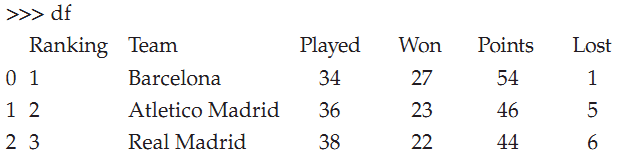 >>> df
Ranking Team Played Won Points Lost
0 1 Barcelona 34 27 54 1
1 2 Atletico Madrid 36 23 46 5
2 3 Real Madrid 38 22 44 6